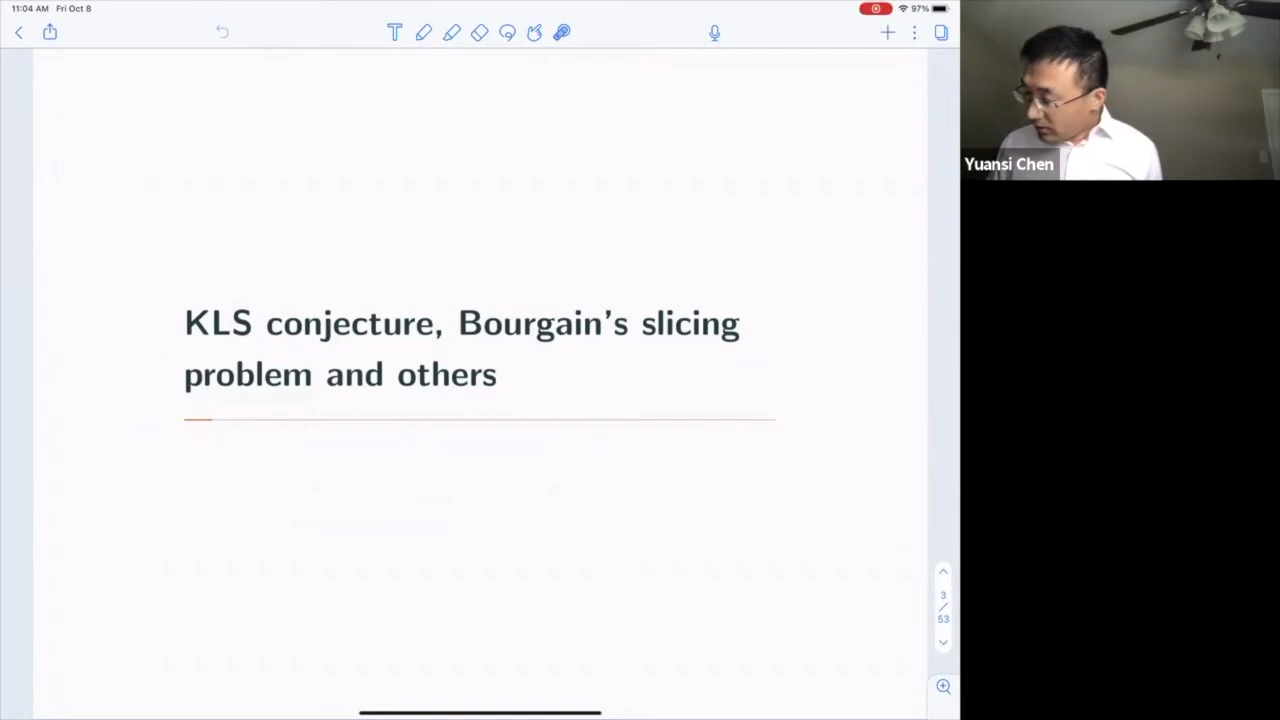 11:04 AM Fri Oct 8
97%
KLS conjecture, Bourgain's slicing
problem and others
3
/
53
Yuansi Chen